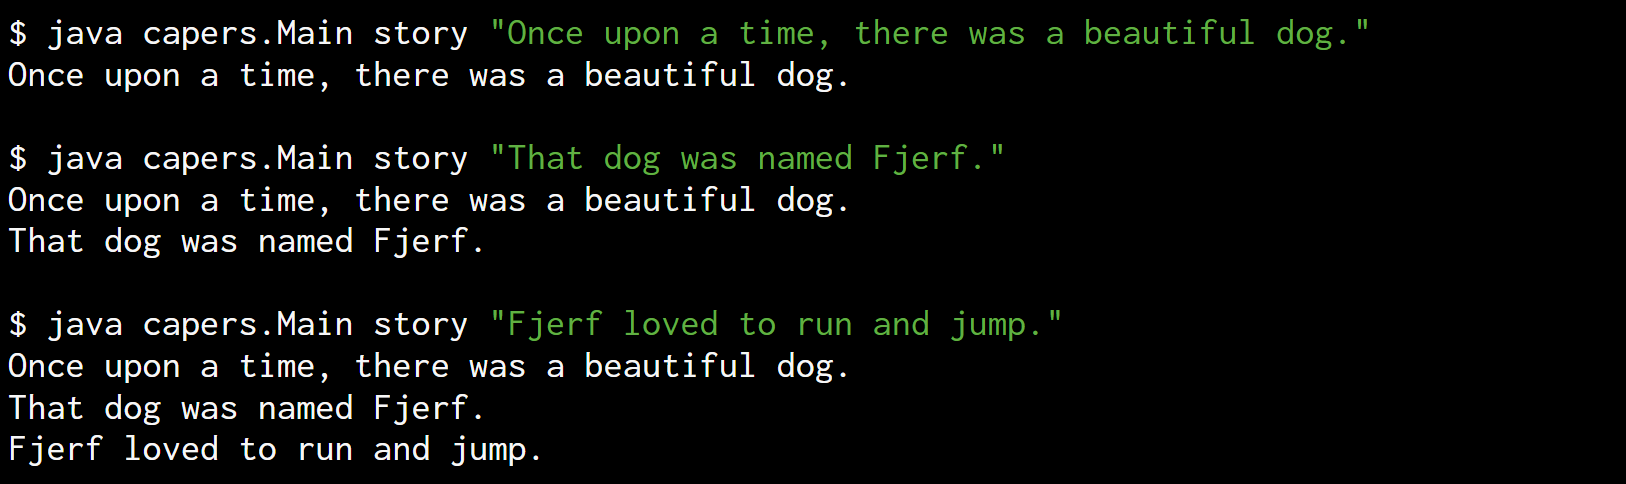 $ java capers.Main story "Once upon a time, there was a beautiful dog."
Once upon a time, there was a beautiful dog.
$ java capers.Main story "That dog was named Fjerf."
Once upon a time, there was a beautiful dog.
That dog was named Fjerf.
$ java capers.Main story "Fjerf loved to run and jump."
Once upon a time, there was a beautiful dog.
That dog was named Fjerf.
Fjerf loved to run and jump.